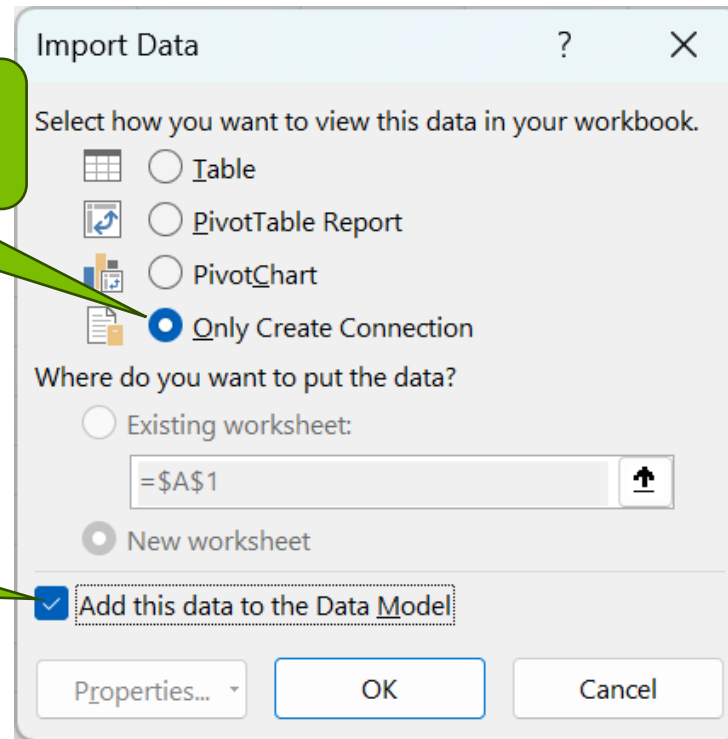 Import Data
?
Select how you want to view this data in your workbook.
Table
PivotTable Report
PivotChart
Only Create Connection
Where do you want to put the data?
Existing worksheet:
=$A$1
New worksheet
Add this data to the Data Model
Properties... OK Cancel